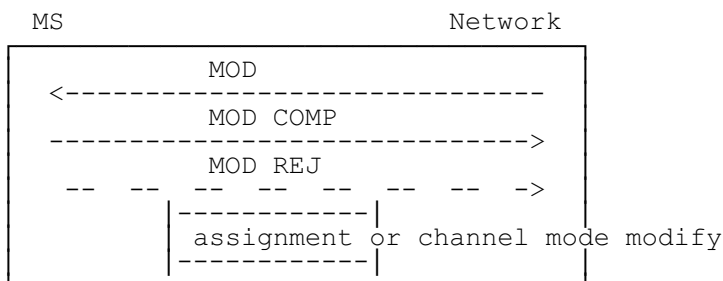 MS Network
MOD
MOD COMP
MOD REJ
assignment or channel mode modify